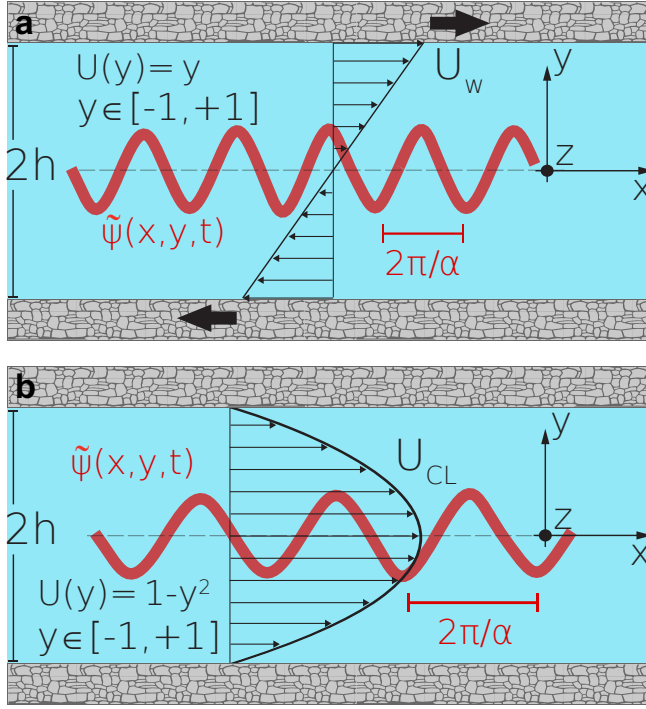 a
U(y)= y
y∈[-1,+1]
U_w
y
2h
z
x
ψ̃(x,y,t)
2π/α
b
ψ̃(x,y,t)
U_CL
y
2h
z
x
U(y)= 1-y²
y∈[-1,+1]
2π/α